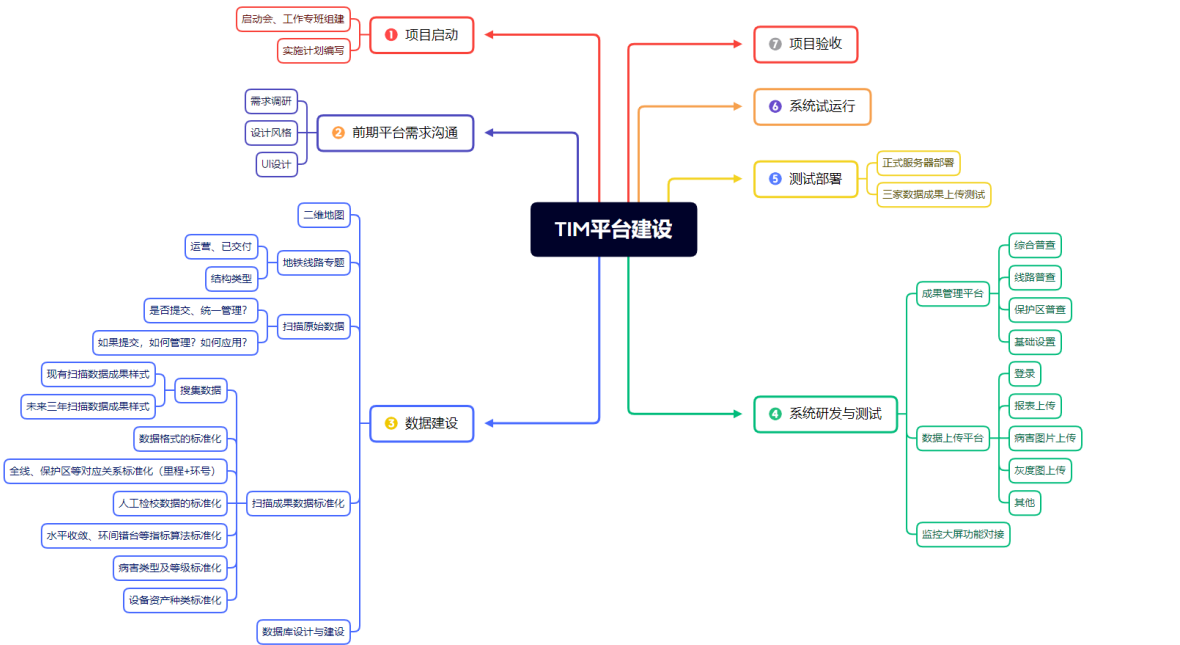 TIM平台建设
1 项目启动
启动会、工作专班组建
实施计划编写
2 前期平台需求沟通
需求调研
设计风格
UI设计
3 数据建设
二维地图
地铁线路专题
运营、已交付
结构类型
扫描原始数据
是否提交、统一管理?
如果提交，如何管理? 如何应用?
扫描成果数据标准化
搜集数据
现有扫描数据成果样式
未来三年扫描数据成果样式
数据格式的标准化
全线、保护区等对应关系标准化（里程+环号）
人工检校数据的标准化
水平收敛、环间错台等指标算法标准化
病害类型及等级标准化
设备资产种类标准化
数据库设计与建设
4 系统研发与测试
成果管理平台
综合普查
线路普查
保护区普查
基础设置
数据上传平台
登录
报表上传
病害图片上传
灰度图上传
其他
监控大屏功能对接
5 测试部署
正式服务器部署
三家数据成果上传测试
6 系统试运行
7 项目验收